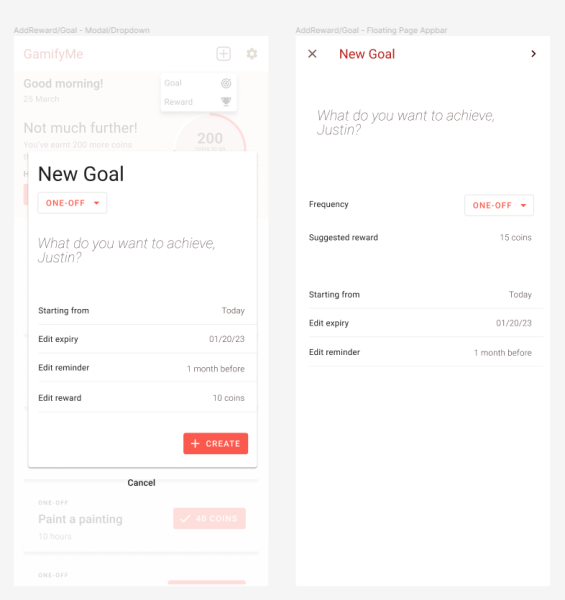 AddReward/Goal - Modal/Dropdown
GamifyMe
Good morning!
25 March
Goal
Reward
Not much further!
You've earnt 200 more coins
200
New Goal
ONE-OFF
What do you want to achieve,
Justin?
Starting from Today
Edit expiry 01/20/23
Edit reminder 1 month before
Edit reward 10 coins
+ CREATE
Cancel
ONE-OFF
Paint a painting
40 COINS
10 hours
ONE-OFF
AddReward/Goal - Floating Page Appbar
New Goal
What do you want to achieve,
Justin?
Frequency ONE-OFF
Suggested reward 15 coins
Starting from Today
Edit expiry 01/20/23
Edit reminder 1 month before